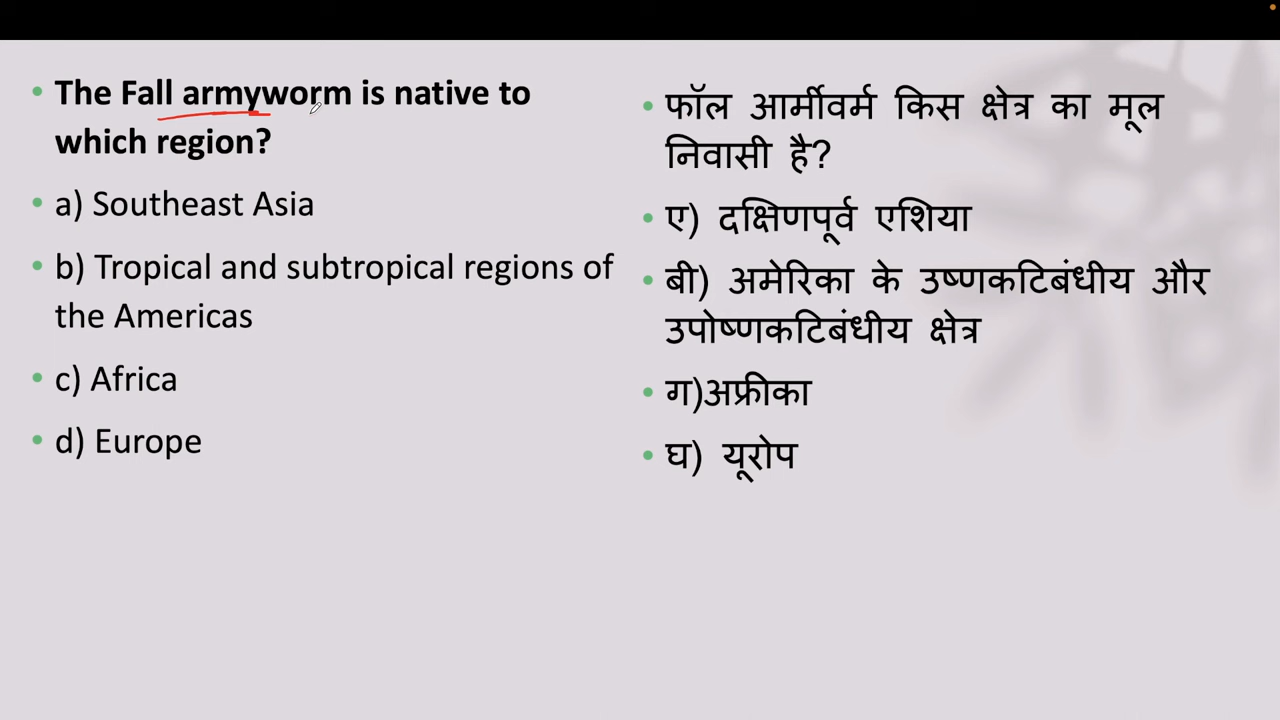 The Fall armyworm is native to
which region?
a) Southeast Asia
b) Tropical and subtropical regions of
the Americas
c) Africa
d) Europe
फॉल आर्मीवर्म किस क्षेत्र का मूल
निवासी है?
ए) दक्षिणपूर्व एशिया
बी) अमेरिका के उष्णकटिबंधीय और
उपोष्णकटिबंधीय क्षेत्र
ग)अफ्रीका
घ) यूरोप